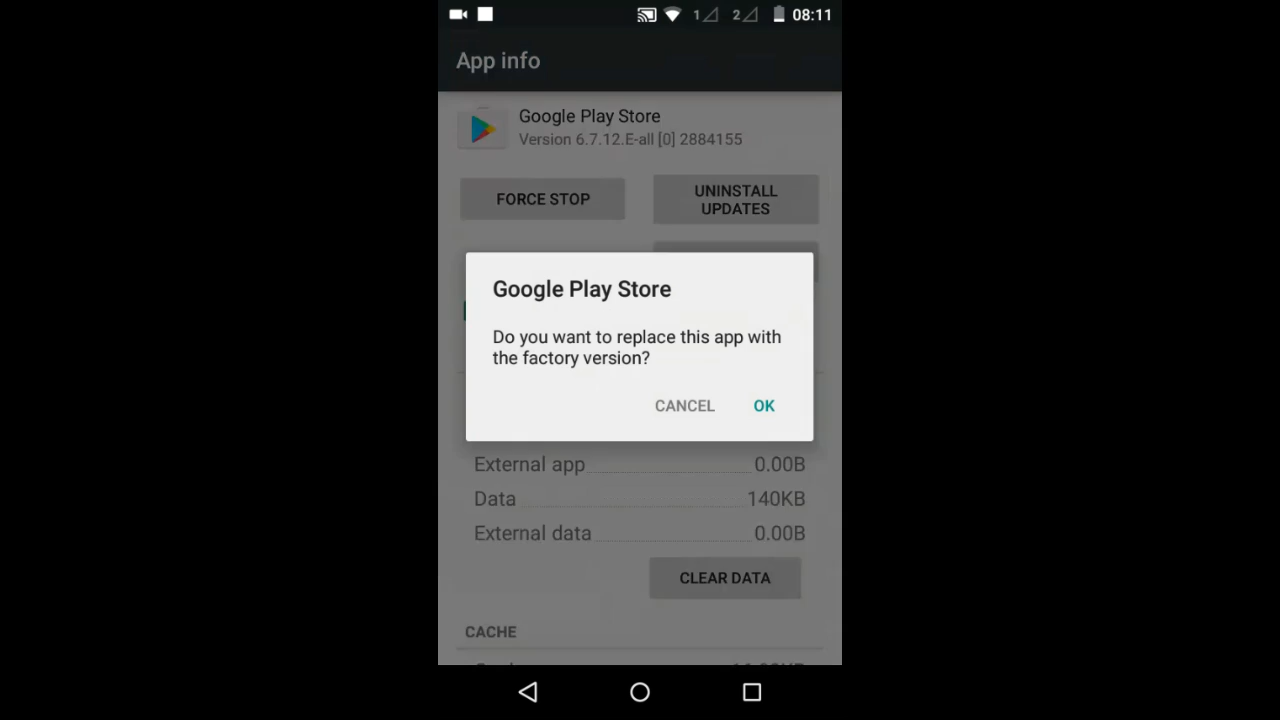 1 2 08:11
App info
Google Play Store
Version 6.7.12.E-all [0] 2884155
FORCE STOP
UNINSTALL
UPDATES
Google Play Store
Do you want to replace this app with
the factory version?
CANCEL OK
External app 0.00B
Data 140KB
External data 0.00B
CLEAR DATA
CACHE